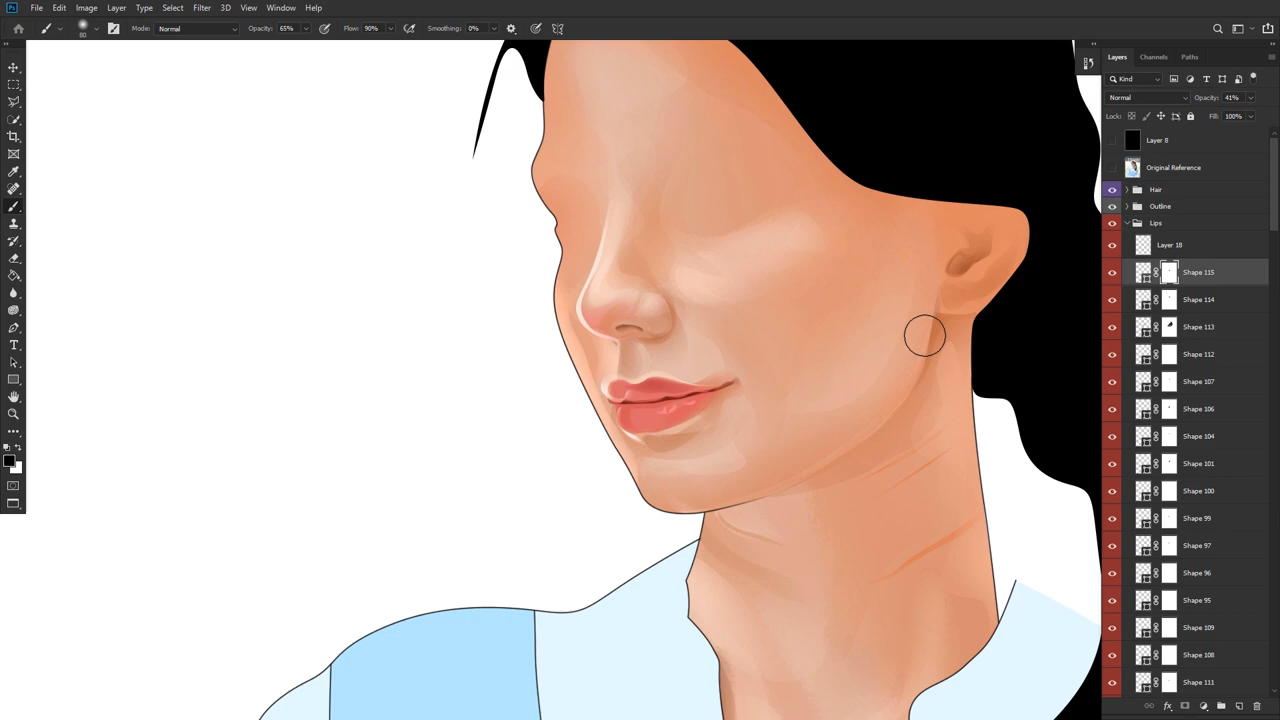 Ps File Edit Image Layer Type Select Filter 3D View Window Help
80 Mode: Normal Opacity: 65% Flow: 90% Smoothing: 0%
Layers Channels Paths
Kind
Normal Opacity: 41%
Lock: Fill: 100%
Layer 8
Original Reference
Hair
Outline
Lips
Layer 18
Shape 115
Shape 114
Shape 113
Shape 112
Shape 107
Shape 106
Shape 104
Shape 101
Shape 100
Shape 99
Shape 97
Shape 96
Shape 95
Shape 109
Shape 108
Shape 111
fx